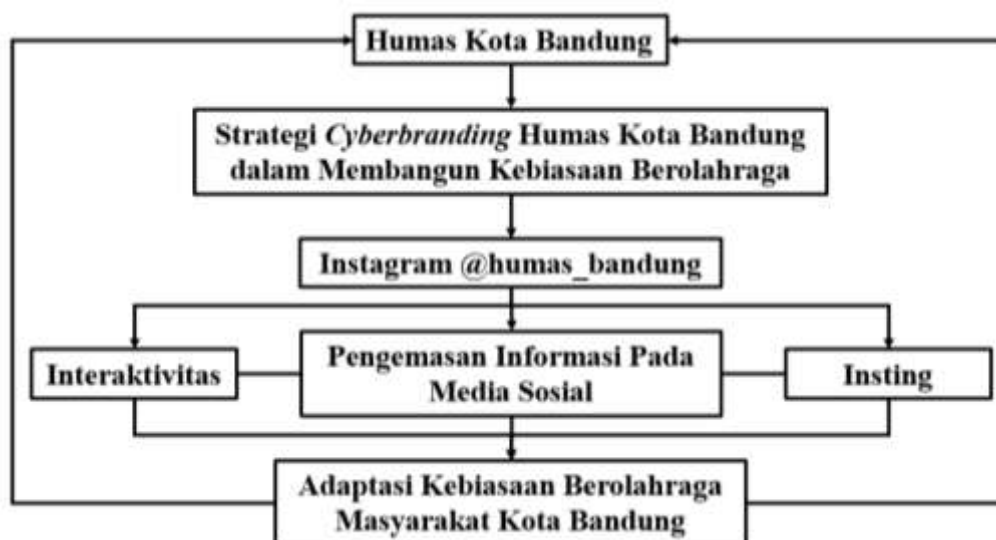 Humas Kota Bandung
Strategi Cyberbranding Humas Kota Bandung
dalam Membangun Kebiasaan Berolahraga
Instagram @humas_bandung
Interaktivitas
Pengemasan Informasi Pada
Media Sosial
Insting
Adaptasi Kebiasaan Berolahraga
Masyarakat Kota Bandung